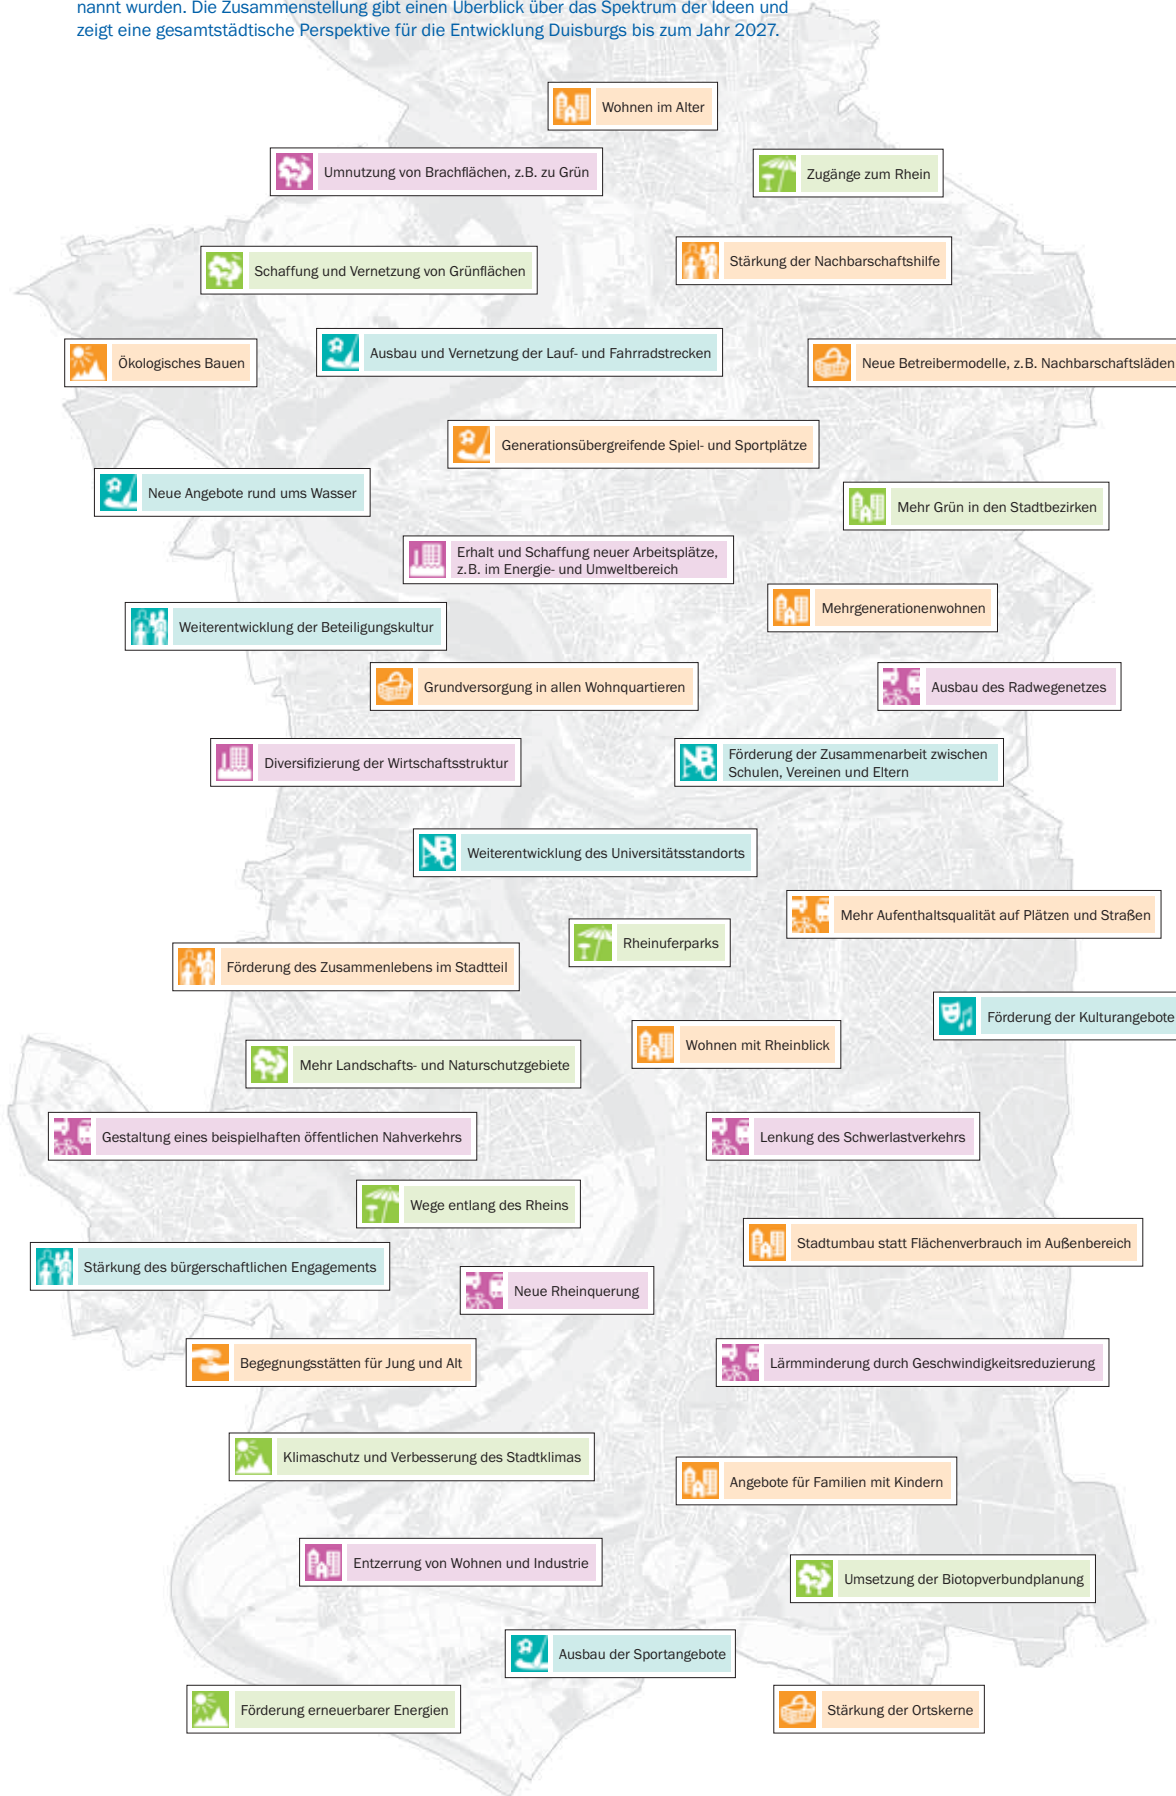 nannt wurden. Die Zusammenstellung gibt einen Überblick über das Spektrum der Ideen und
zeigt eine gesamtstädtische Perspektive für die Entwicklung Duisburgs bis zum Jahr 2027.
Wohnen im Alter
Umnutzung von Brachflächen, z.B. zu Grün
Zugänge zum Rhein
Stärkung der Nachbarschaftshilfe
Schaffung und Vernetzung von Grünflächen
Ausbau und Vernetzung der Lauf- und Fahrradstrecken
Ökologisches Bauen
Neue Betreibermodelle, z.B. Nachbarschaftsläden
Generationsübergreifende Spiel- und Sportplätze
Neue Angebote rund ums Wasser
Mehr Grün in den Stadtbezirken
Erhalt und Schaffung neuer Arbeitsplätze,
z.B. im Energie- und Umweltbereich
Mehrgenerationenwohnen
Weiterentwicklung der Beteiligungskultur
Grundversorgung in allen Wohnquartieren
Ausbau des Radwegenetzes
Diversifizierung der Wirtschaftsstruktur
Förderung der Zusammenarbeit zwischen
Schulen, Vereinen und Eltern
Weiterentwicklung des Universitätsstandorts
Mehr Aufenthaltsqualität auf Plätzen und Straßen
Rheinuferparks
Förderung des Zusammenlebens im Stadtteil
Förderung der Kulturangebote
Wohnen mit Rheinblick
Mehr Landschafts- und Naturschutzgebiete
Gestaltung eines beispielhaften öffentlichen Nahverkehrs
Lenkung des Schwerlastverkehrs
Wege entlang des Rheins
Stadtumbau statt Flächenverbrauch im Außenbereich
Stärkung des bürgerschaftlichen Engagements
Neue Rheinquerung
Begegnungsstätten für Jung und Alt
Lärmminderung durch Geschwindigkeitsreduzierung
Klimaschutz und Verbesserung des Stadtklimas
Angebote für Familien mit Kindern
Entzerrung von Wohnen und Industrie
Umsetzung der Biotopverbundplanung
Ausbau der Sportangebote
Förderung erneuerbarer Energien
Stärkung der Ortskerne